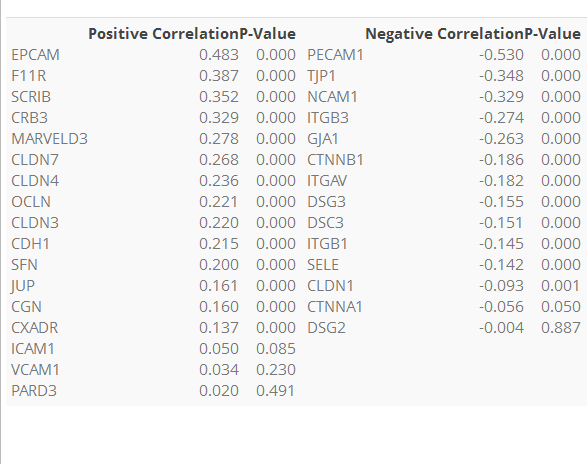 Positive Correlation P-Value Negative Correlation P-Value
EPCAM 0.483 0.000 PECAM1 -0.530 0.000
F11R 0.387 0.000 TJP1 -0.348 0.000
SCRIB 0.352 0.000 NCAM1 -0.329 0.000
CRB3 0.329 0.000 ITGB3 -0.274 0.000
MARVELD3 0.278 0.000 GJA1 -0.263 0.000
CLDN7 0.268 0.000 CTNNB1 -0.186 0.000
CLDN4 0.236 0.000 ITGAV -0.182 0.000
OCLN 0.221 0.000 DSG3 -0.155 0.000
CLDN3 0.220 0.000 DSC3 -0.151 0.000
CDH1 0.215 0.000 ITGB1 -0.145 0.000
SFN 0.200 0.000 SELE -0.142 0.000
JUP 0.161 0.000 CLDN1 -0.093 0.001
CGN 0.160 0.000 CTNNA1 -0.056 0.050
CXADR 0.137 0.000 DSG2 -0.004 0.887
ICAM1 0.050 0.085
VCAM1 0.034 0.230
PARD3 0.020 0.491